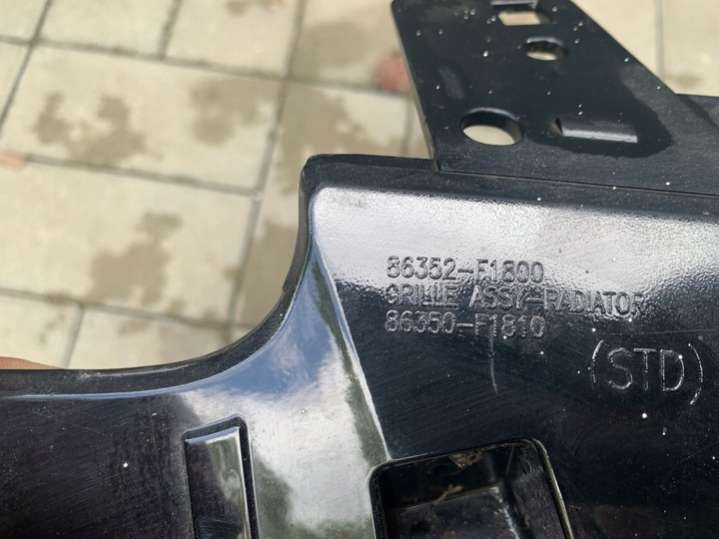 86352-F1800
GRILLE ASSY-RADIATOR
86350-F1810
(STD)